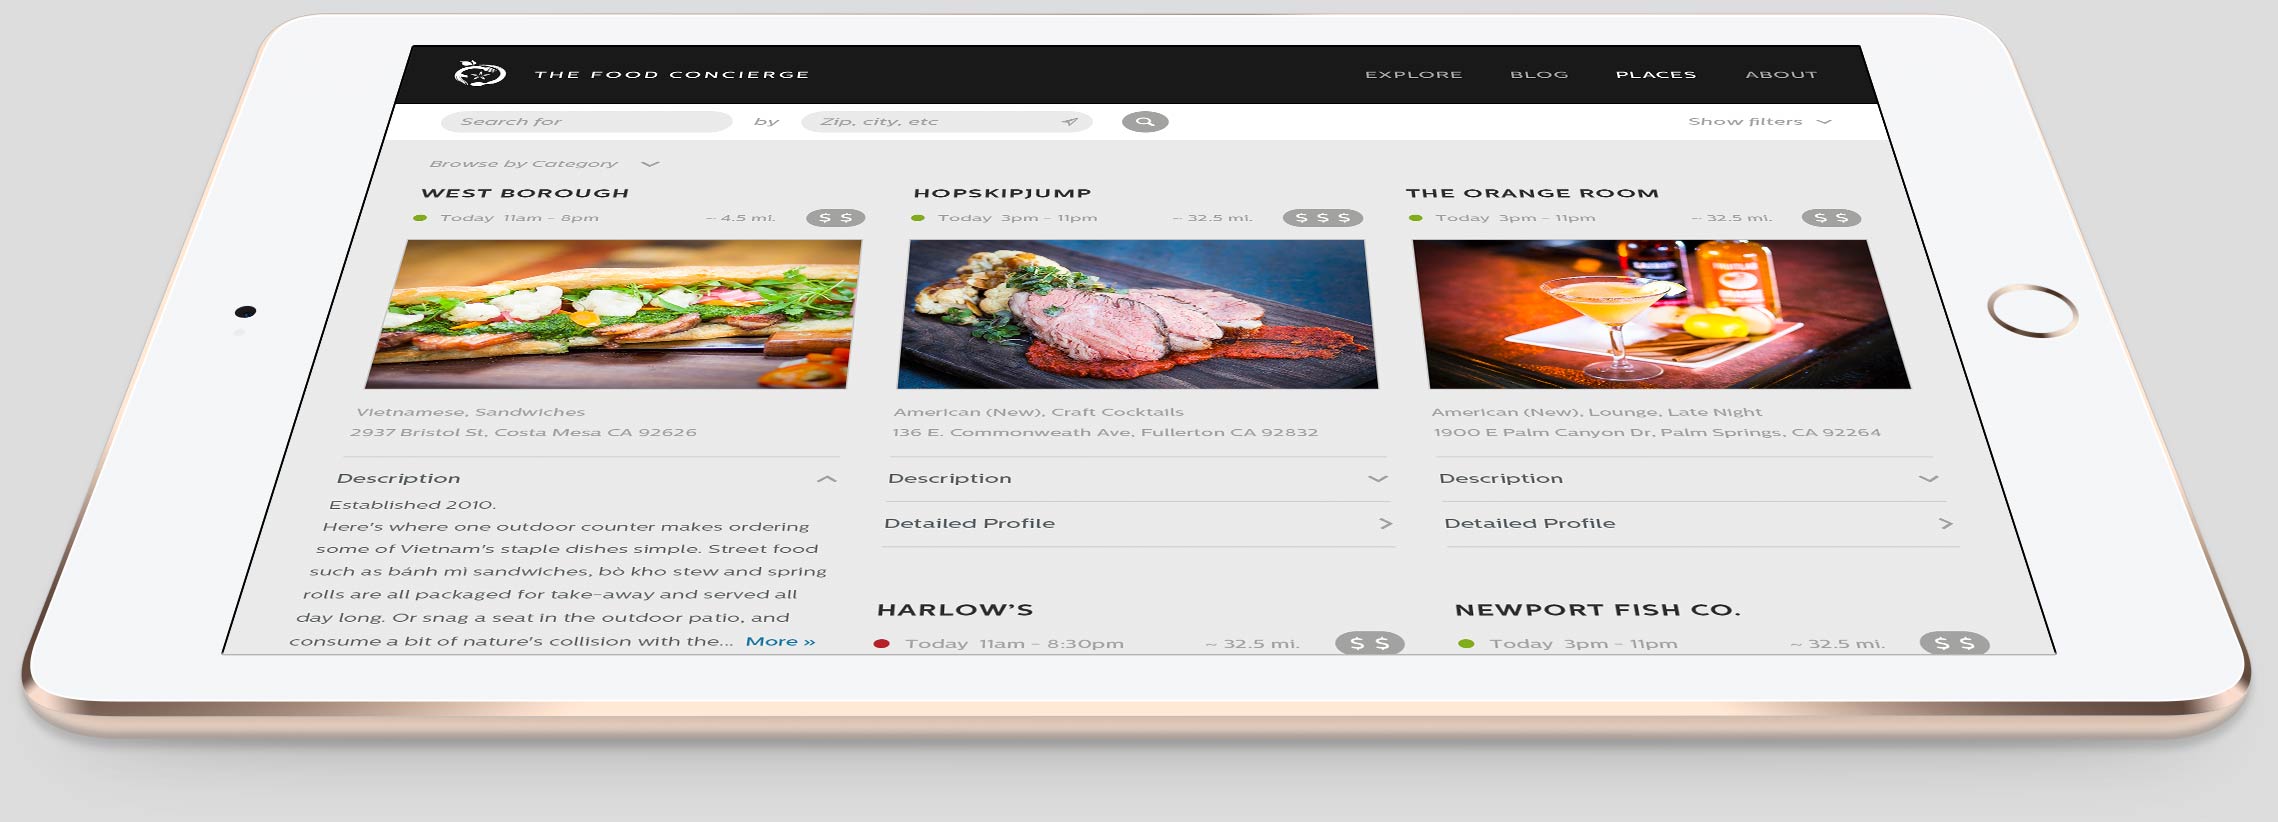 THE FOOD CONCIERGE
EXPLORE BLOG PLACES ABOUT
Search for by Zip, city, etc
Show filters
Browse by Category
WEST BOROUGH
Today 11am - 8pm ~ 4.5 mi. $ $
Vietnamese, Sandwiches
2937 Bristol St, Costa Mesa CA 92626
Description
Established 2010.
Here's where one outdoor counter makes ordering
some of Vietnam's staple dishes simple. Street food
such as bánh mì sandwiches, bò kho stew and spring
rolls are all packaged for take-away and served all
day long. Or snag a seat in the outdoor patio, and
consume a bit of nature's collision with the... More »
HOPSKIPJUMP
Today 3pm - 11pm ~ 32.5 mi. $ $ $
American (New), Craft Cocktails
136 E. Commonweath Ave, Fullerton CA 92832
Description
Detailed Profile
THE ORANGE ROOM
Today 3pm - 11pm ~ 32.5 mi. $ $
American (New), Lounge, Late Night
1900 E Palm Canyon Dr, Palm Springs, CA 92264
Description
Detailed Profile
HARLOW'S
Today 11am - 8:30pm ~ 32.5 mi. $ $
NEWPORT FISH CO.
Today 3pm - 11pm ~ 32.5 mi. $ $